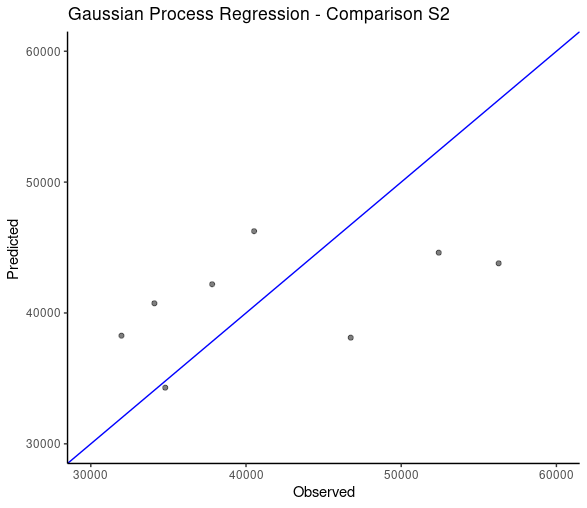 Gaussian Process Regression - Comparison S2
60000
50000
40000
30000
Predicted
30000 40000 50000 60000
Observed